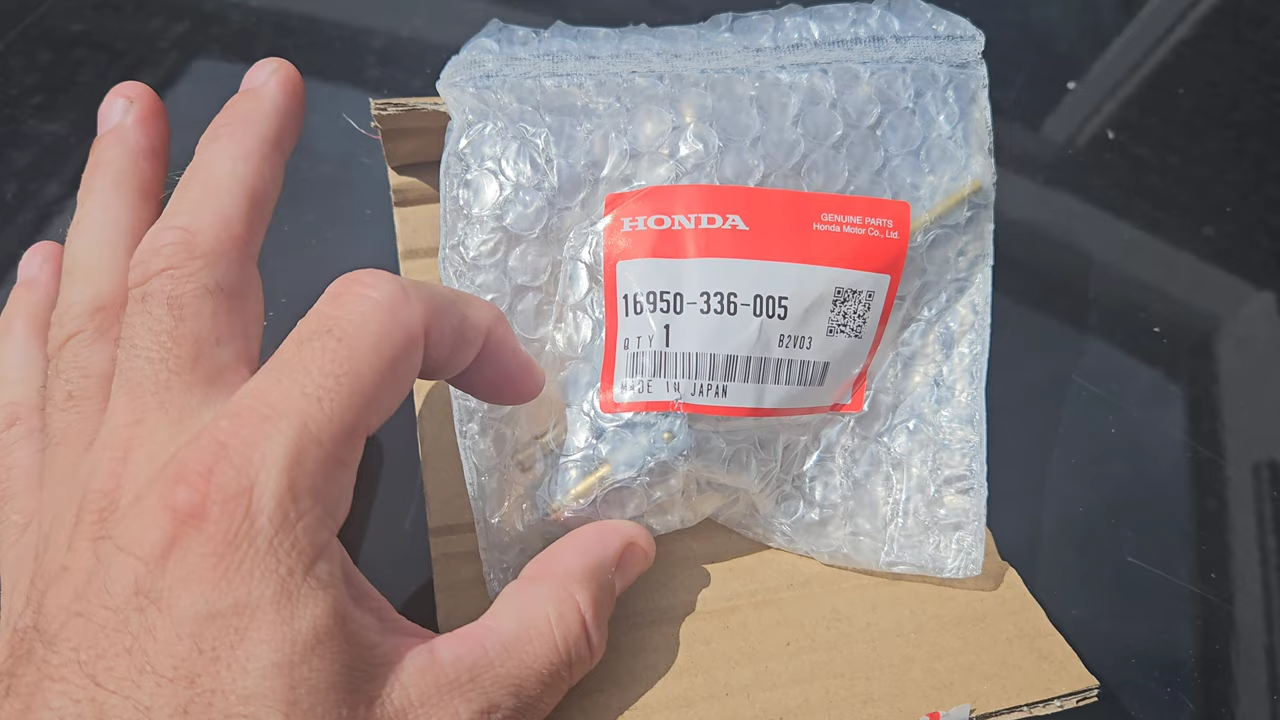 HONDA
GENUINE PARTS
Honda Motor Co., Ltd.
16950-336-005
QTY 1
B2V03
MADE IN JAPAN